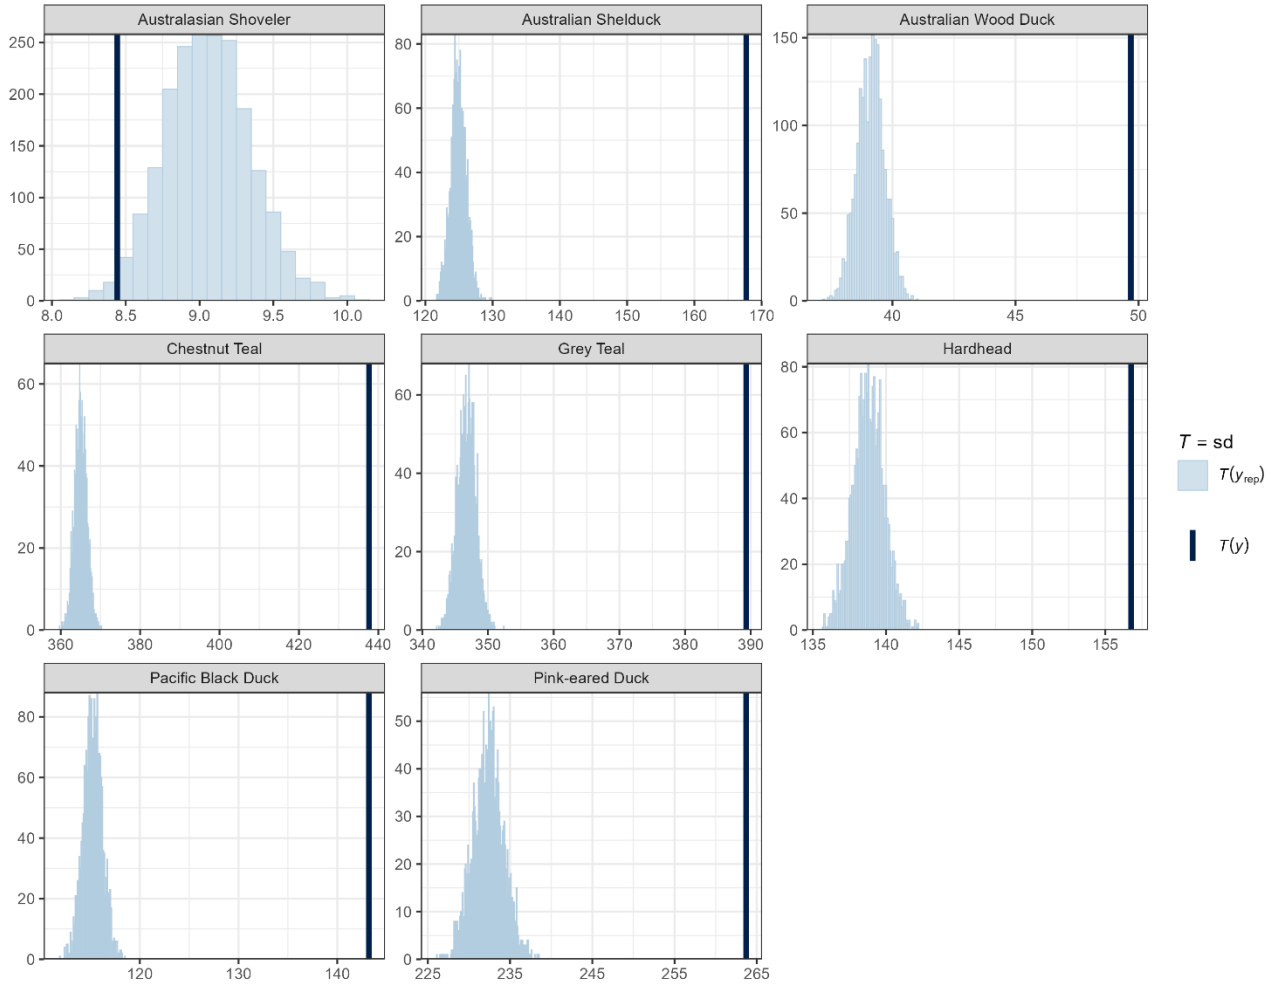 Australasian Shoveler
250
200
150
100
50
0
8.0 8.5 9.0 9.5 10.0
Australian Shelduck
80
60
40
20
0
120 130 140 150 160 170
Australian Wood Duck
150
100
50
0
40 45 50
Chestnut Teal
60
40
20
0
360 380 400 420 440
Grey Teal
60
40
20
0
340 350 360 370 380 390
Hardhead
80
60
40
20
0
135 140 145 150 155
Pacific Black Duck
80
60
40
20
0
120 130 140
Pink-eared Duck
50
40
30
20
10
0
225 235 245 255 265
T = sd
T(yrep)
T(y)